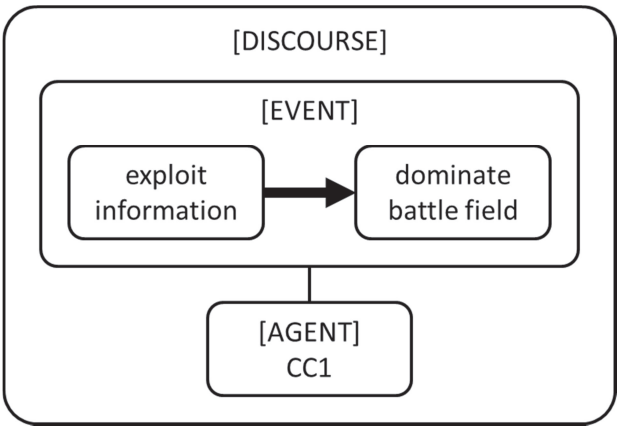 [DISCOURSE]
[EVENT]
exploit
information
dominate
battle field
[AGENT]
CC1